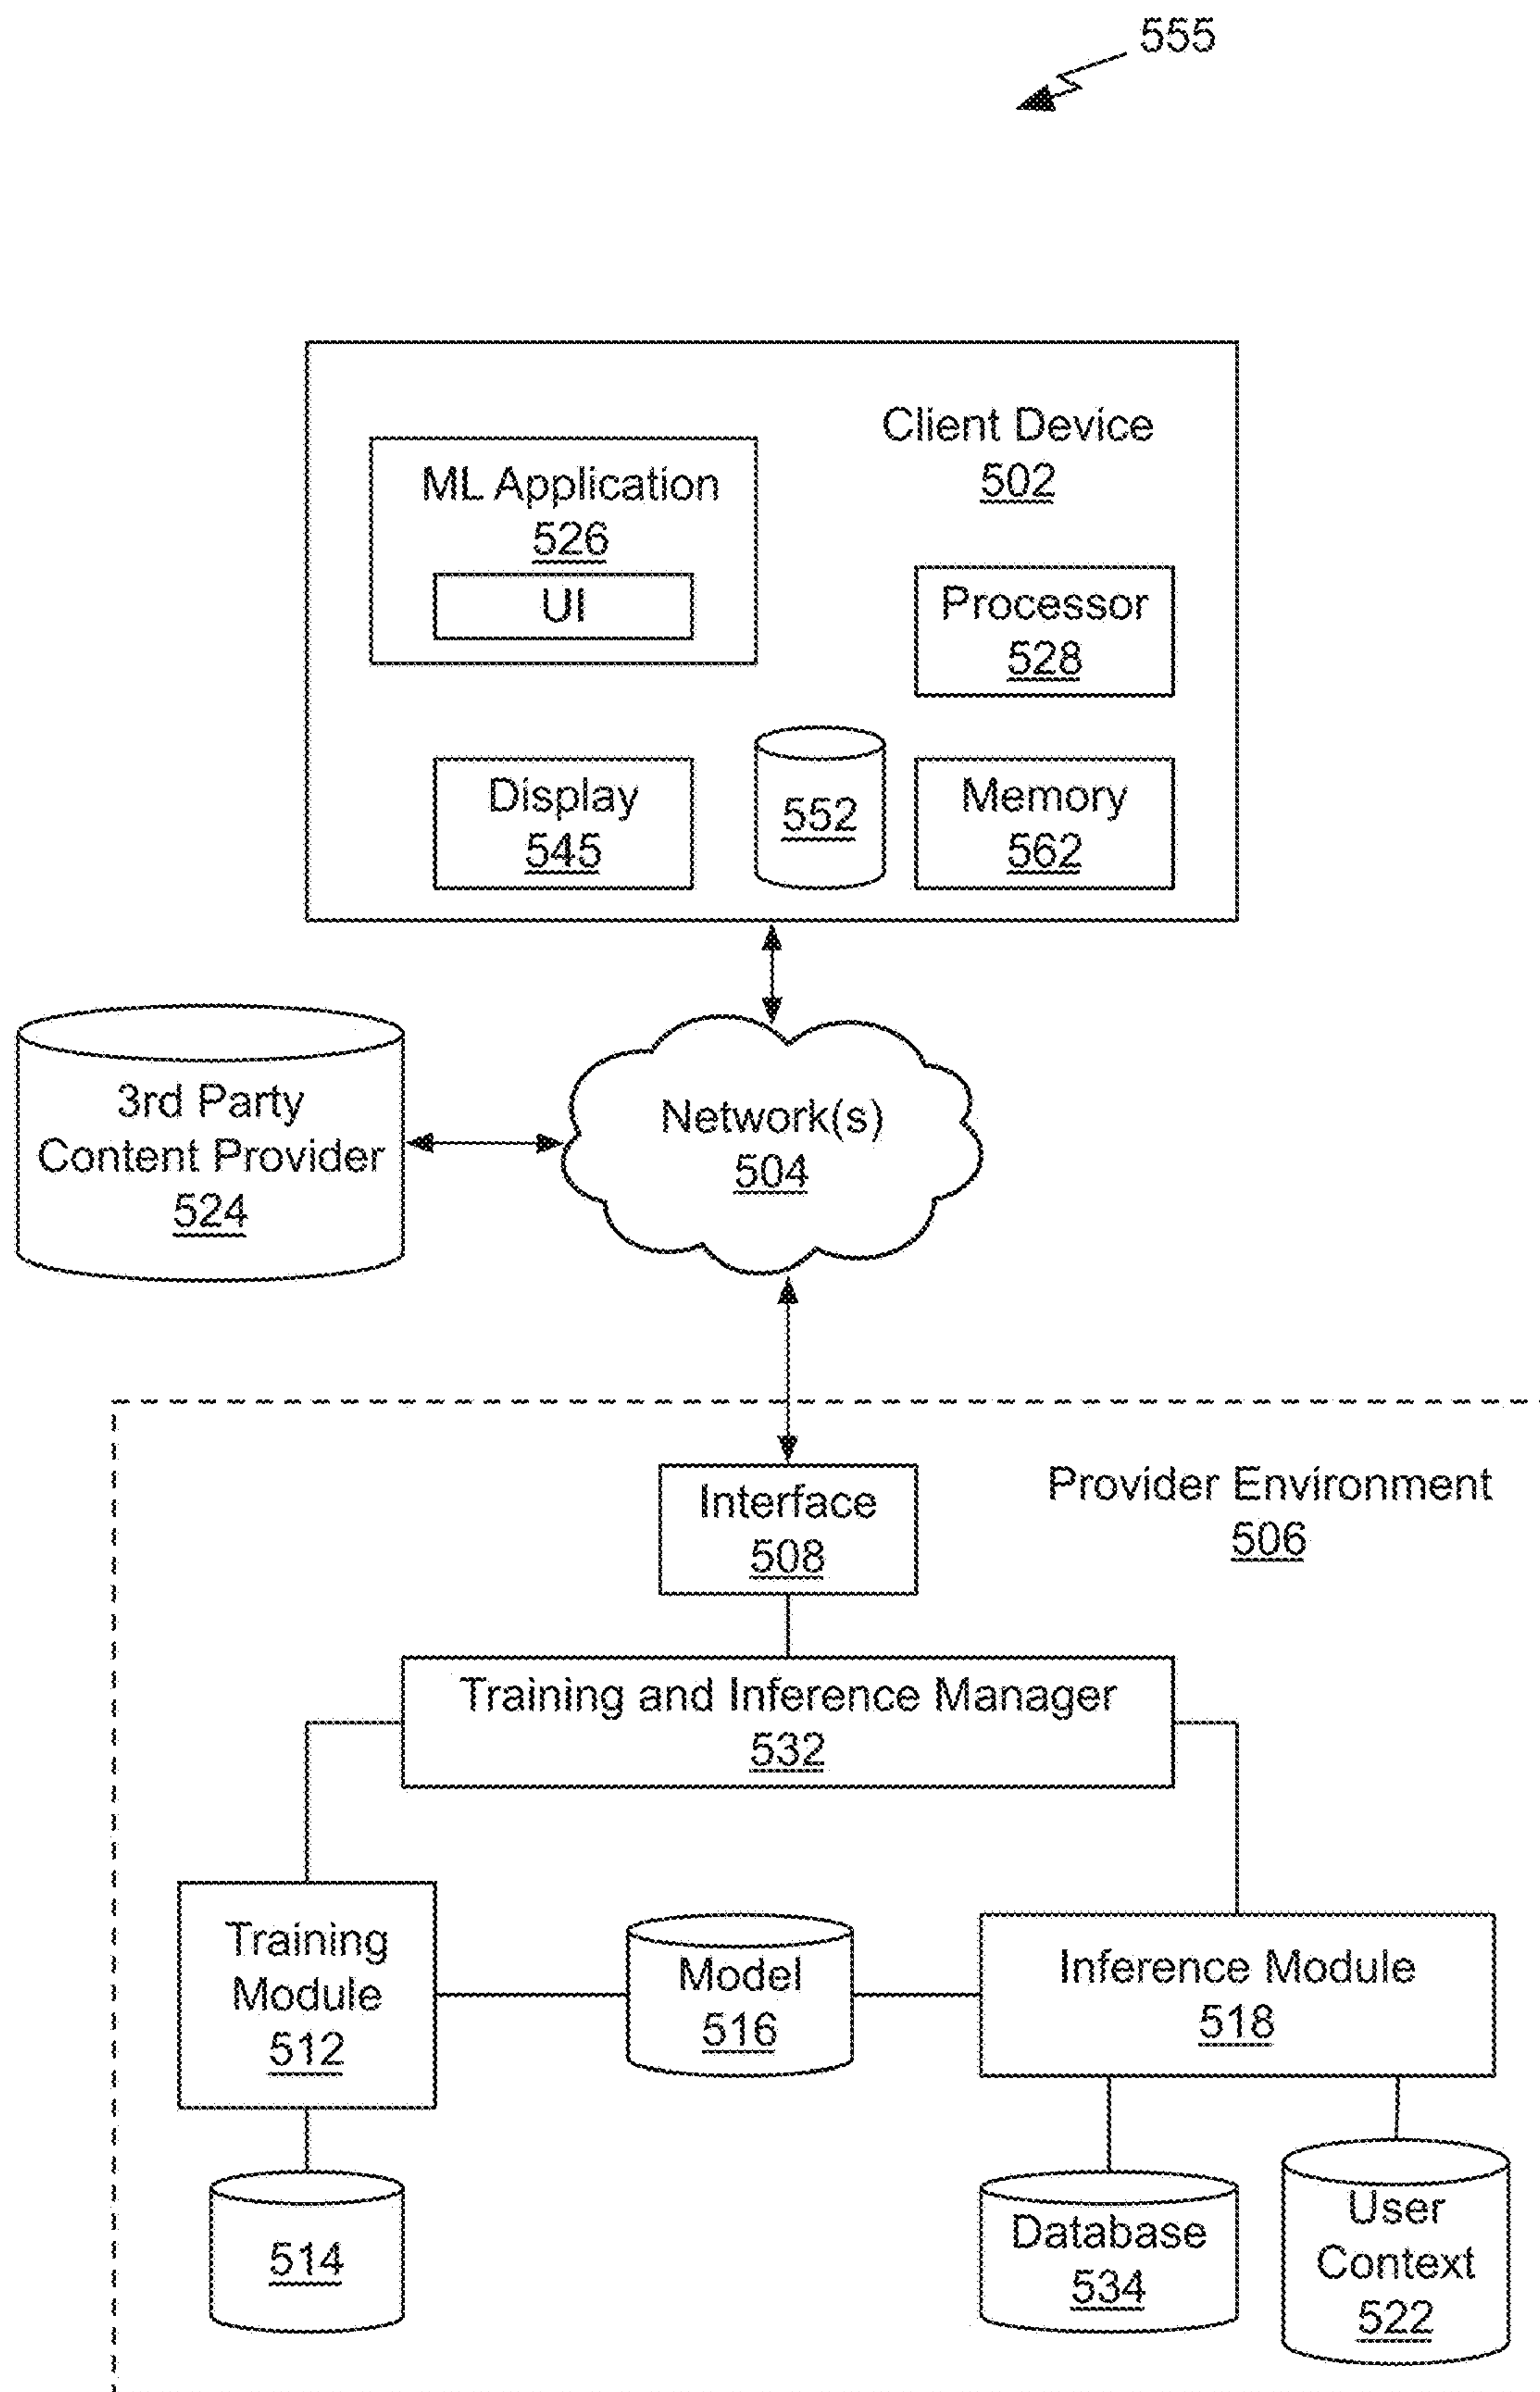 555
Client Device
502
ML Application
526
UI
Processor
528
Display
545
552
Memory
562
3rd Party
Content Provider
524
Network(s)
504
Interface
508
Provider Environment
506
Training and Inference Manager
532
Training
Module
512
Model
516
Inference Module
518
514
Database
534
User
Context
522